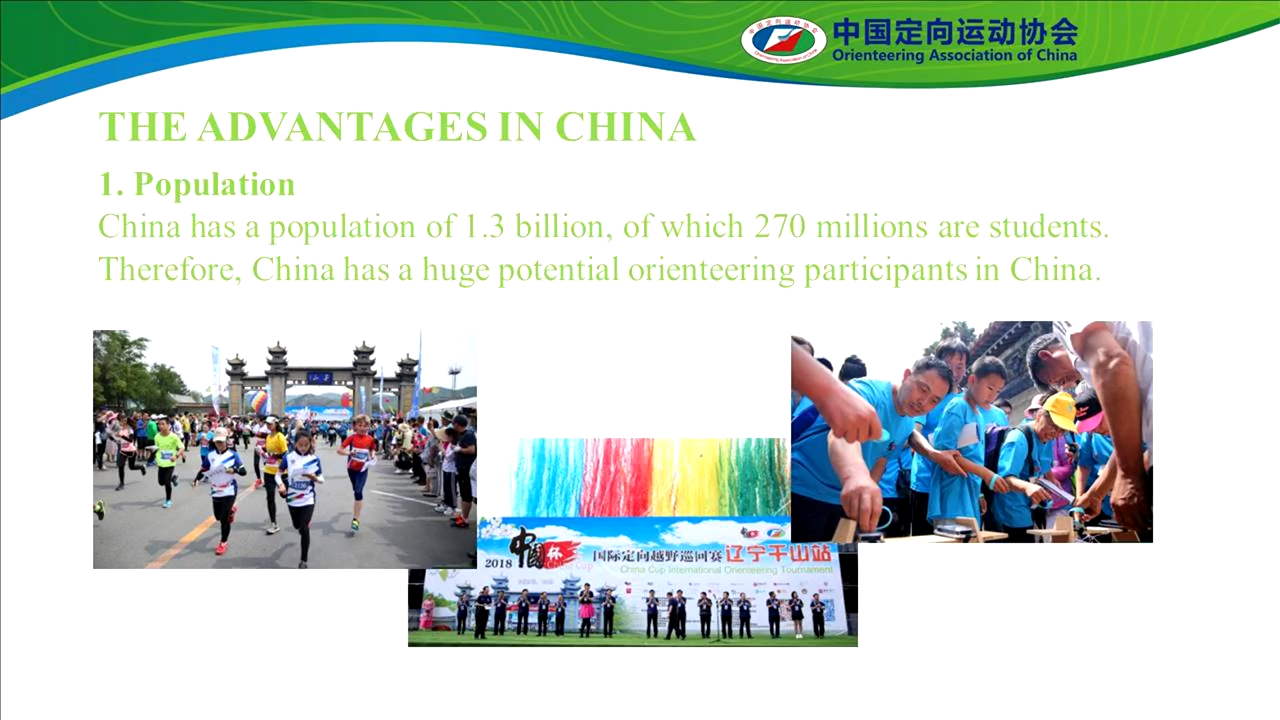 中国定向运动协会
Orienteering Association of China
THE ADVANTAGES IN CHINA
1. Population
China has a population of 1.3 billion, of which 270 millions are students.
Therefore, China has a huge potential orienteering participants in China.
2018 中国杯 国际定向越野巡回赛 辽宁千山站
China Cup International Orienteering Tournament